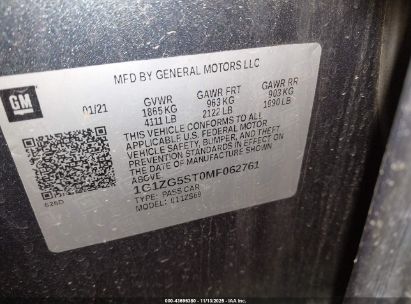 MFD BY GENERAL MOTORS LLC
GM
01/21
GVWR GAWR FRT GAWR RR
1865 KG 963 KG 903 KG
4111 LB 2122 LB 1990 LB
THIS VEHICLE CONFORMS TO ALL
APPLICABLE U.S. FEDERAL MOTOR
VEHICLE SAFETY, BUMPER, AND THEFT
PREVENTION STANDARDS IN EFFECT
ON THE DATE OF MANUFACTURE SHOWN
ABOVE.
1G1ZG5ST0MF062761
TYPE: PASS CAR
MODEL: